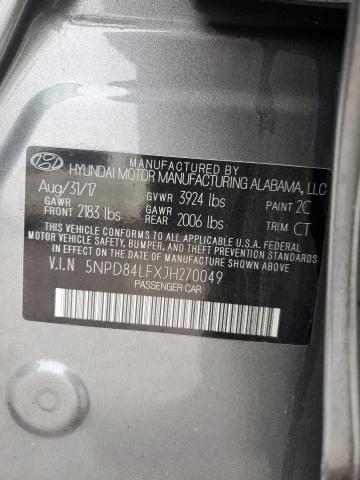 MANUFACTURED BY
HYUNDAI MOTOR MANUFACTURING ALABAMA, LLC
Aug/31/17 GVWR 3924 lbs PAINT 2C
GAWR FRONT 2183 lbs GAWR REAR 2006 lbs TRIM CT
THIS VEHICLE CONFORMS TO ALL APPLICABLE U.S.A FEDERAL
MOTOR VEHICLE SAFETY, BUMPER, AND THEFT PREVENTION
STANDARDS IN EFFECT ON THE DATE OF MANUFACTURE SHOWN ABOVE.
V.I.N 5NPD84LFXJH270049
PASSENGER CAR